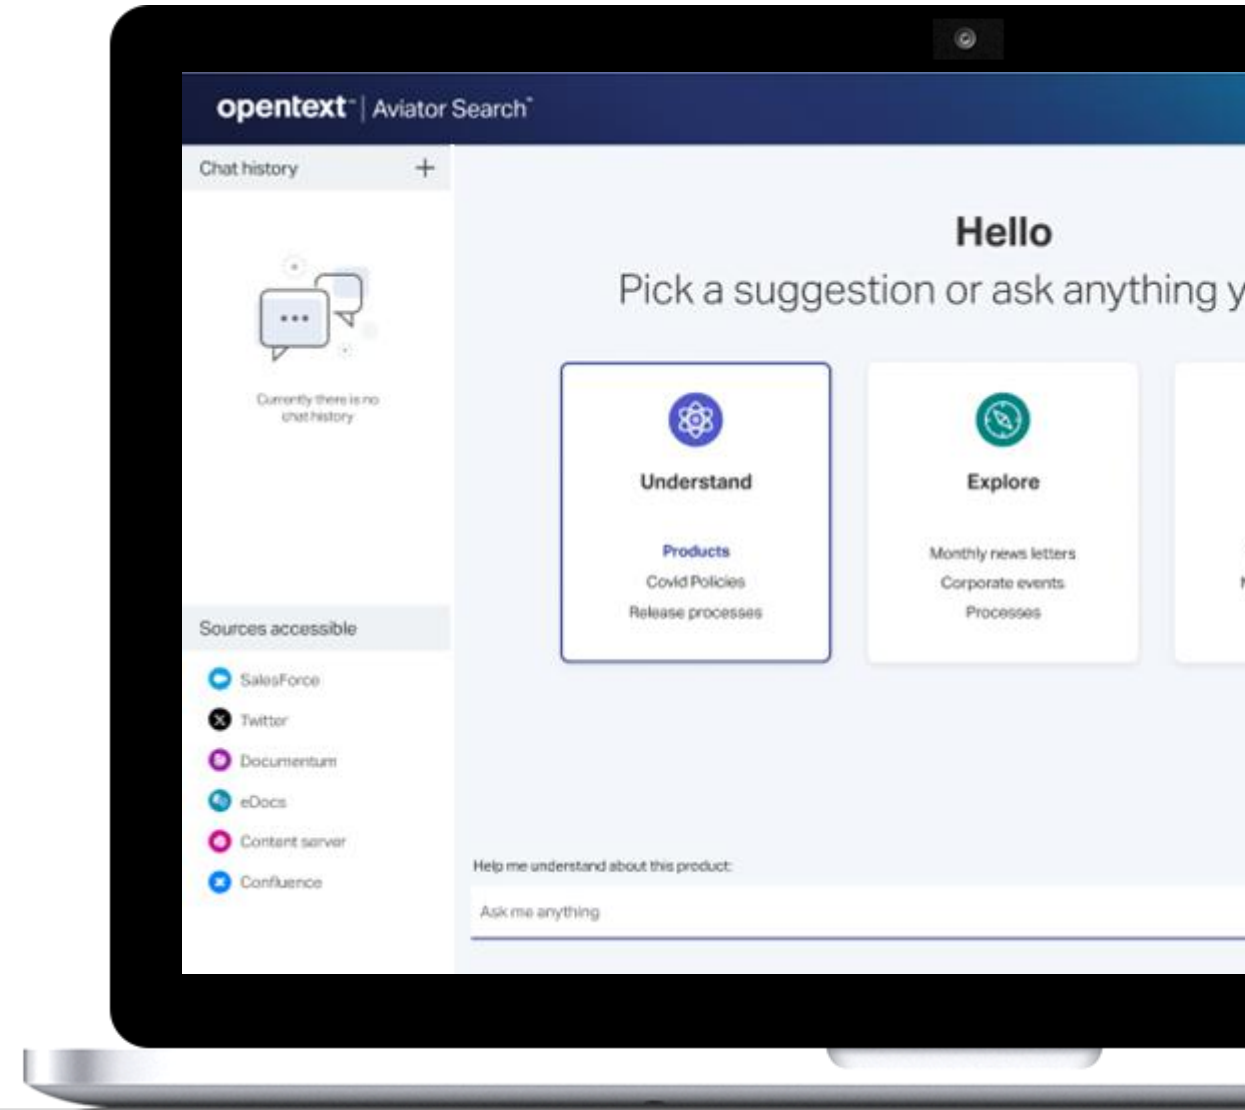 opentext™ | Aviator Search™
Chat history +
Currently there is no
chat history
Sources accessible
SalesForce
Twitter
Documentum
eDocs
Content server
Confluence
Hello
Pick a suggestion or ask anything y
Understand
Products
Covid Policies
Release processes
Explore
Monthly news letters
Corporate events
Processes
Help me understand about this product:
Ask me anything